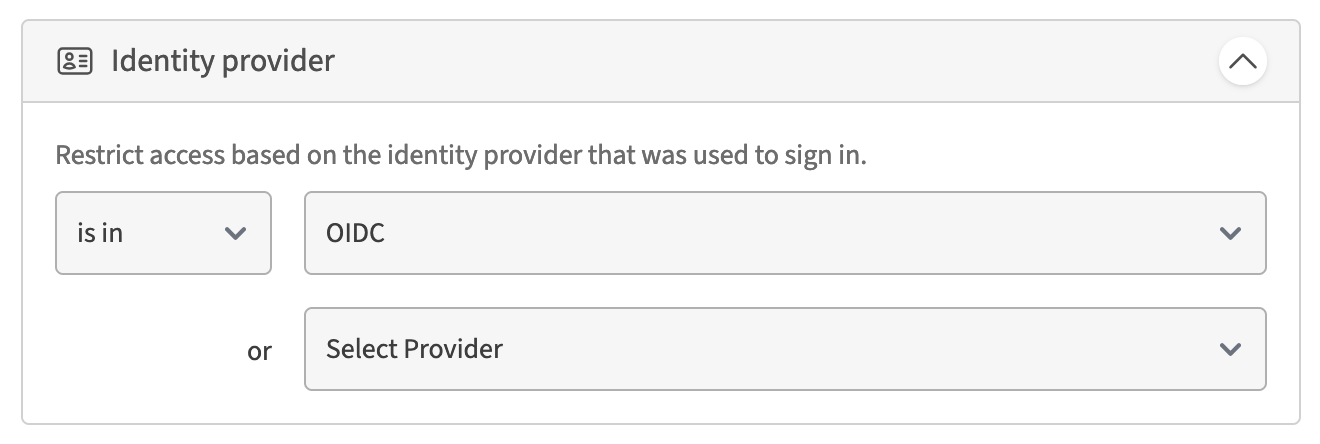 Identity provider
Restrict access based on the identity provider that was used to sign in.
is in OIDC
or Select Provider